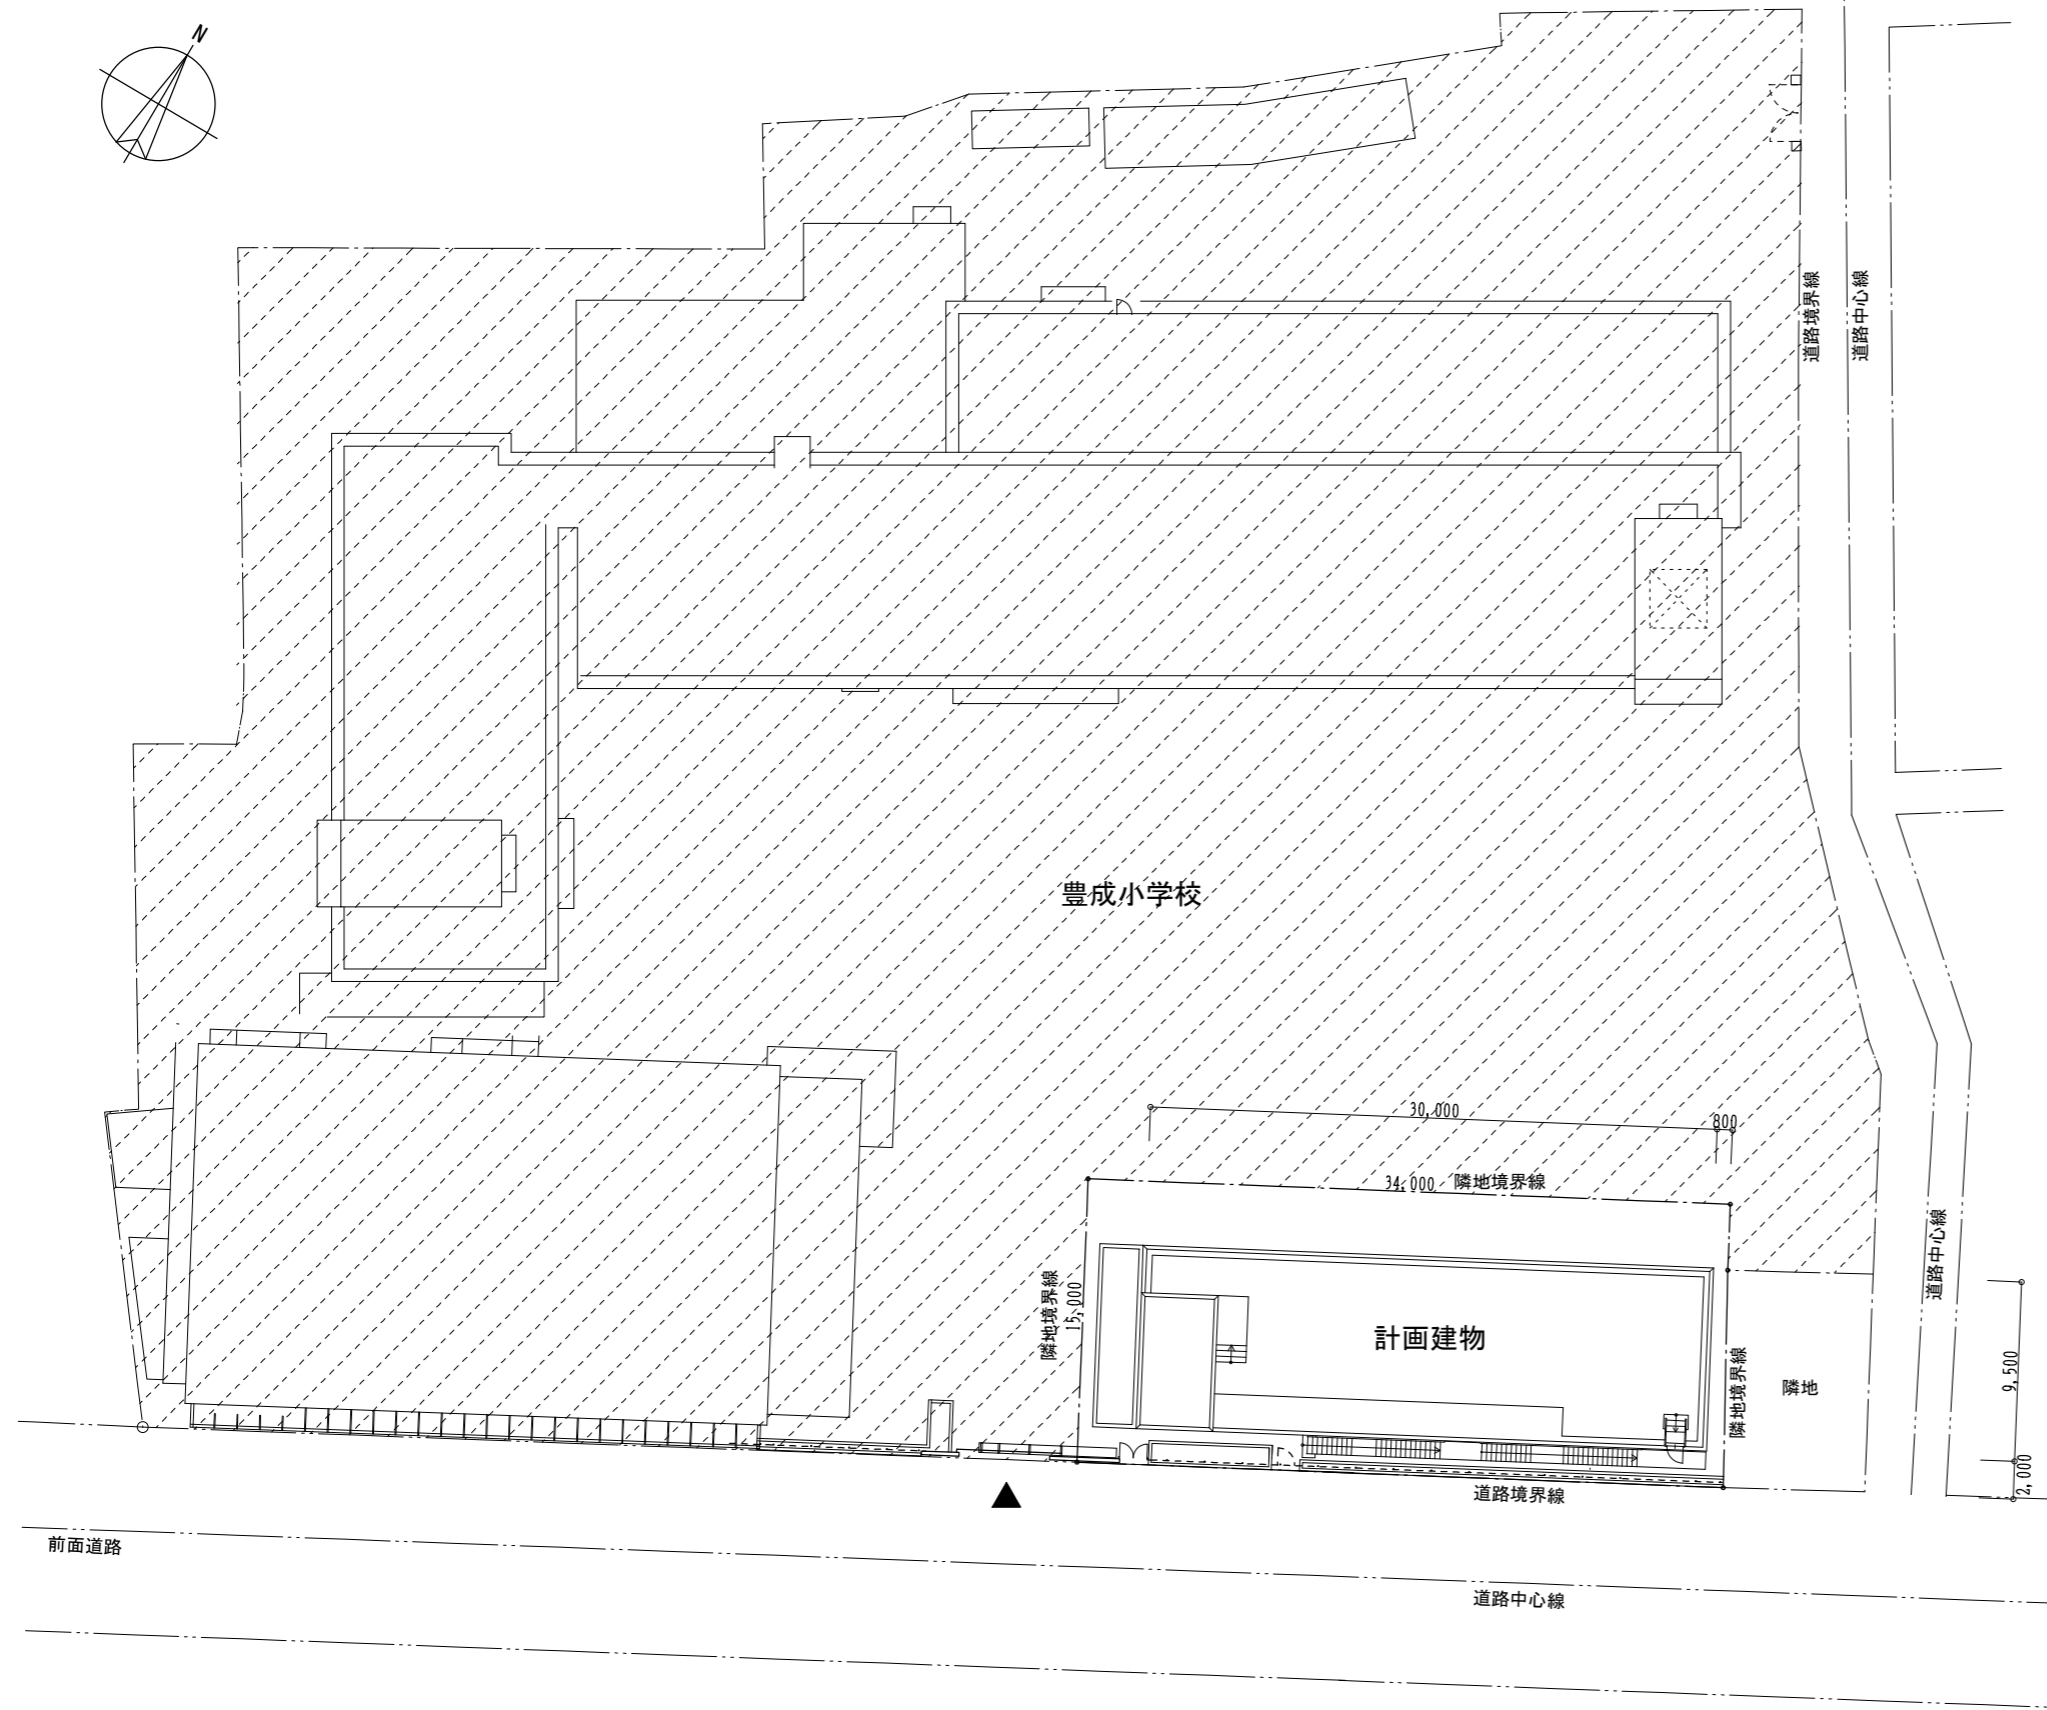 N
道路境界線
道路中心線
豊成小学校
30,000
800
34,000
隣地境界線
隣地境界線
15,000
計画建物
隣地境界線
隣地
道路中心線
9,500
2,000
道路境界線
前面道路
道路中心線